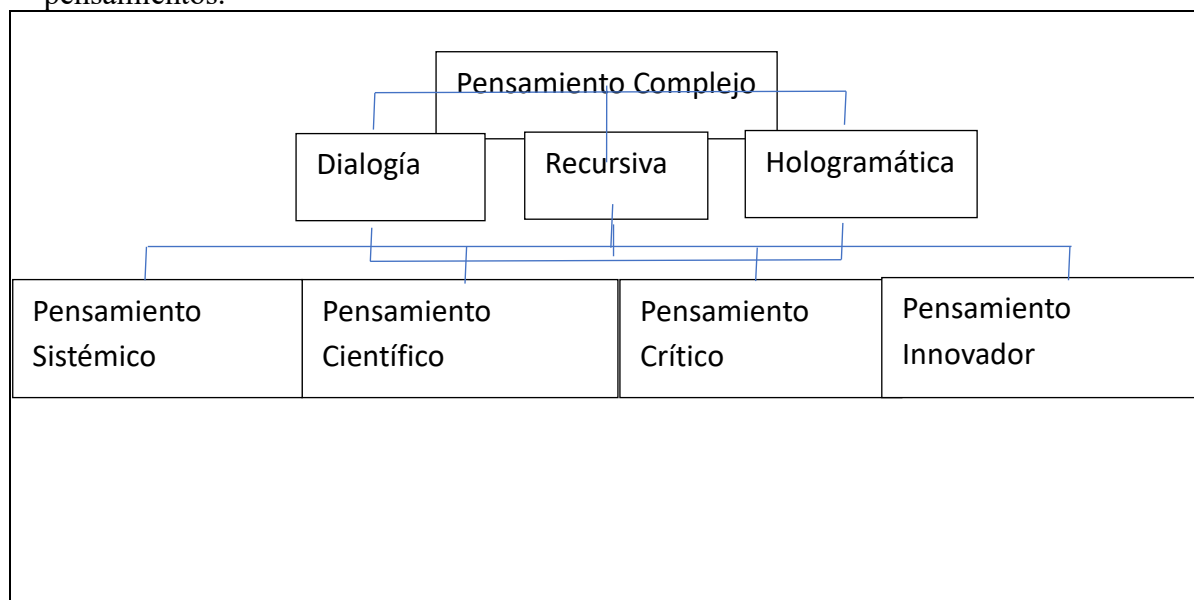 pensamientos.
Pensamiento Complejo
Dialogía
Recursiva
Hologramática
Pensamiento
Sistémico
Pensamiento
Científico
Pensamiento
Crítico
Pensamiento
Innovador